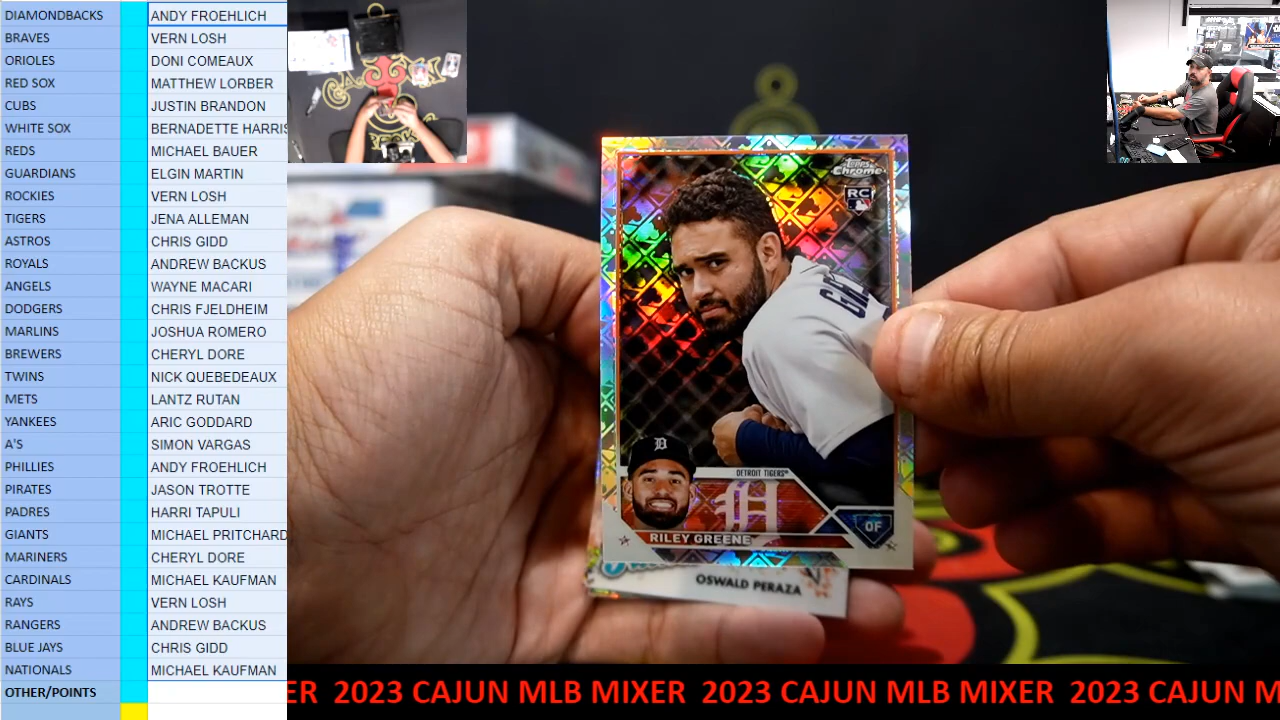 DIAMONDBACKS ANDY FROEHLICH
BRAVES VERN LOSH
ORIOLES DONI COMEAUX
RED SOX MATTHEW LORBER
CUBS JUSTIN BRANDON
WHITE SOX BERNADETTE HARRIS
REDS MICHAEL BAUER
GUARDIANS ELGIN MARTIN
ROCKIES VERN LOSH
TIGERS JENA ALLEMAN
ASTROS CHRIS GIDD
ROYALS ANDREW BACKUS
ANGELS WAYNE MACARI
DODGERS CHRIS FJELDHEIM
MARLINS JOSHUA ROMERO
BREWERS CHERYL DORE
TWINS NICK QUEBEDEAUX
METS LANTZ RUTAN
YANKEES ARIC GODDARD
A'S SIMON VARGAS
PHILLIES ANDY FROEHLICH
PIRATES JASON TROTTE
PADRES HARRI TAPULI
GIANTS MICHAEL PRITCHARD
MARINERS CHERYL DORE
CARDINALS MICHAEL KAUFMAN
RAYS VERN LOSH
RANGERS ANDREW BACKUS
BLUE JAYS CHRIS GIDD
NATIONALS MICHAEL KAUFMAN
OTHER/POINTS
Topps
Chrome
RC
D
DETROIT TIGERS
OF
RILEY GREENE
OSWALD PERAZA
ER 2023 CAJUN MLB MIXER 2023 CAJUN MLB MIXER 2023 CAJUN M